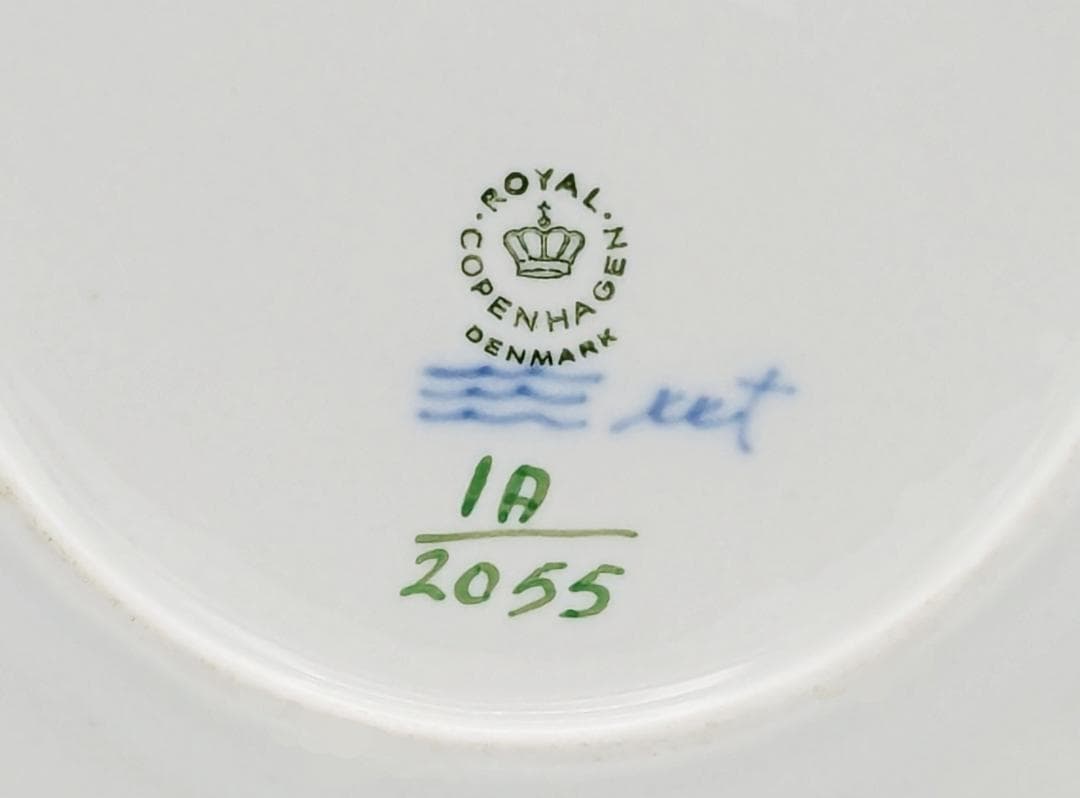 ROYAL
COPENHAGEN
DENMARK
1A
2055